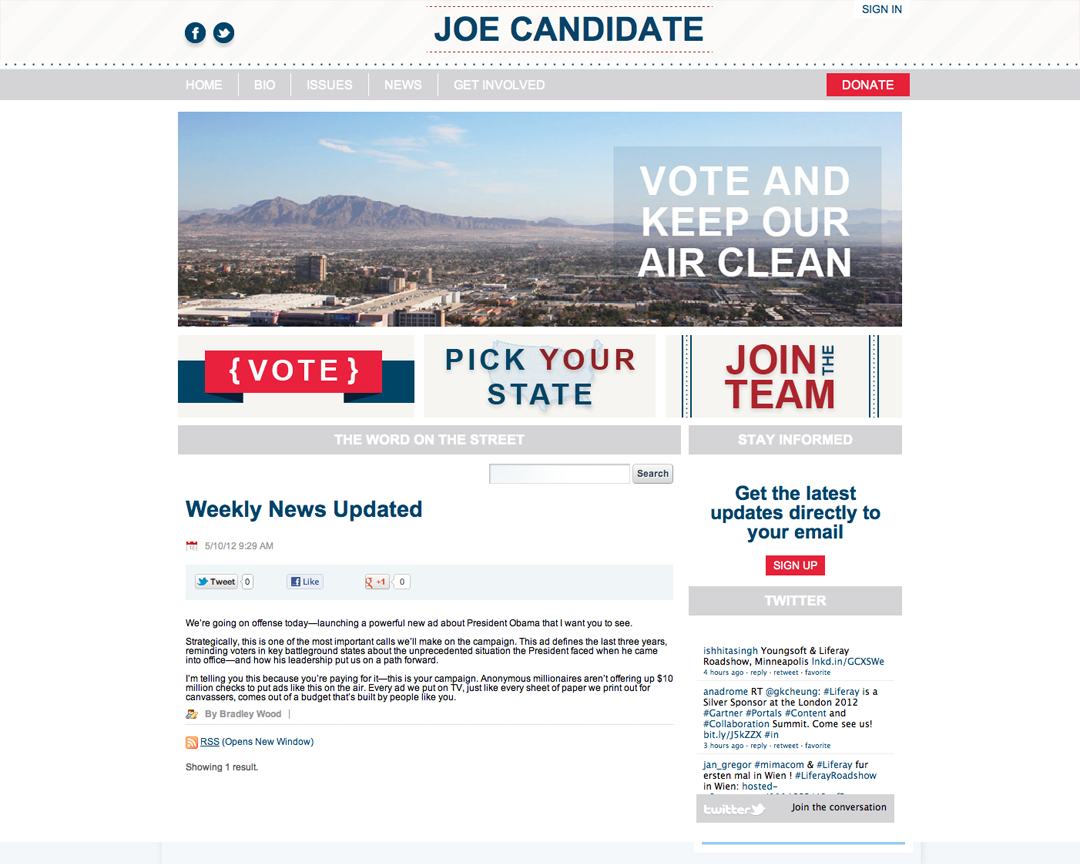 SIGN IN
JOE CANDIDATE
HOME
BIO
ISSUES
NEWS
GET INVOLVED
DONATE
VOTE AND
KEEP OUR
AIR CLEAN
{ VOTE }
PICK YOUR
STATE
JOIN THE
TEAM
THE WORD ON THE STREET
STAY INFORMED
Search
Weekly News Updated
5/10/12 9:29 AM
Tweet 0
Like
+1 0
We're going on offense today—launching a powerful new ad about President Obama that I want you to see.
Strategically, this is one of the most important calls we'll make on the campaign. This ad defines the last three years,
reminding voters in key battleground states about the unprecedented situation the President faced when he came
into office—and how his leadership put us on a path forward.
I'm telling you this because you're paying for it—this is your campaign. Anonymous millionaires aren't offering up $10
million checks to put ads like this on the air. Every ad we put on TV, just like every sheet of paper we print out for
canvassers, comes out of a budget that's built by people like you.
By Bradley Wood |
RSS (Opens New Window)
Showing 1 result.
Get the latest
updates directly to
your email
SIGN UP
TWITTER
ishhitasingh Youngsoft & Liferay
Roadshow, Minneapolis lnkd.in/GCXSWe
4 hours ago · reply · retweet · favorite
anadrome RT @gkcheung: #Liferay is a
Silver Sponsor at the London 2012
#Gartner #Portals #Content and
#Collaboration Summit. Come see us!
bit.ly/J5kZZX #in
3 hours ago · reply · retweet · favorite
jan_gregor #mimacom & #Liferay fur
ersten mal in Wien ! #LiferayRoadshow
in Wien: hosted-
twitter
Join the conversation